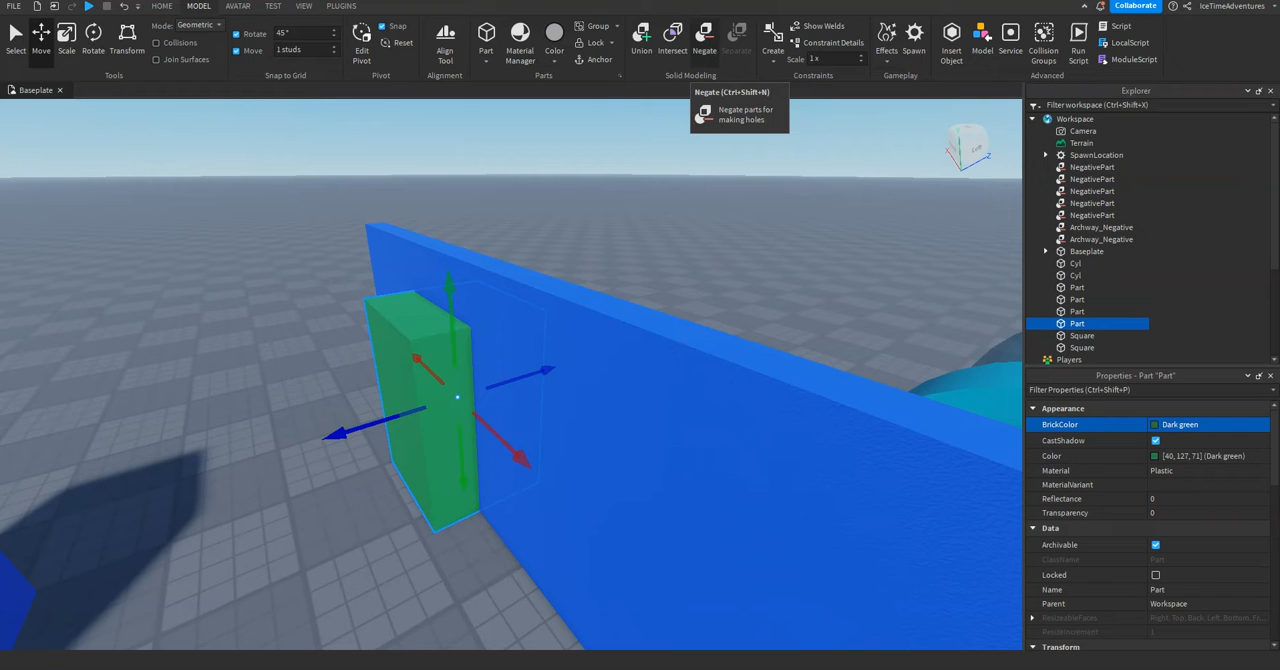 FILE HOME MODEL AVATAR TEST VIEW PLUGINS Collaborate IceTimeAdventures
Mode: Geometric
Collisions
Join Surfaces
Select Move Scale Rotate Transform
Tools
Rotate 45°
Move 1 studs
Snap to Grid
Edit Pivot
Snap
Reset
Pivot
Align Tool
Alignment
Part Material Manager Color
Group
Lock
Anchor
Parts
Union Intersect Negate Separate
Solid Modeling
Create
Show Welds
Constraint Details
Scale 1 x
Constraints
Effects Spawn
Gameplay
Insert Object Model Service Collision Groups Run Script
Script
LocalScript
ModuleScript
Advanced
Baseplate
Negate (Ctrl+Shift+N)
Negate parts for
making holes
Left
X
Z
Explorer
Filter workspace (Ctrl+Shift+X)
Workspace
Camera
Terrain
SpawnLocation
NegativePart
NegativePart
NegativePart
NegativePart
NegativePart
Archway_Negative
Archway_Negative
Baseplate
Cyl
Cyl
Part
Part
Part
Part
Square
Square
Players
Properties - Part "Part"
Filter Properties (Ctrl+Shift+P)
Appearance
BrickColor Dark green
CastShadow
Color [40, 127, 71] (Dark green)
Material Plastic
MaterialVariant
Reflectance 0
Transparency 0
Data
Archivable
ClassName Part
Locked
Name Part
Parent Workspace
ResizeableFaces Right, Top, Back, Left, Bottom, Fr...
ResizeIncrement 1
Transform